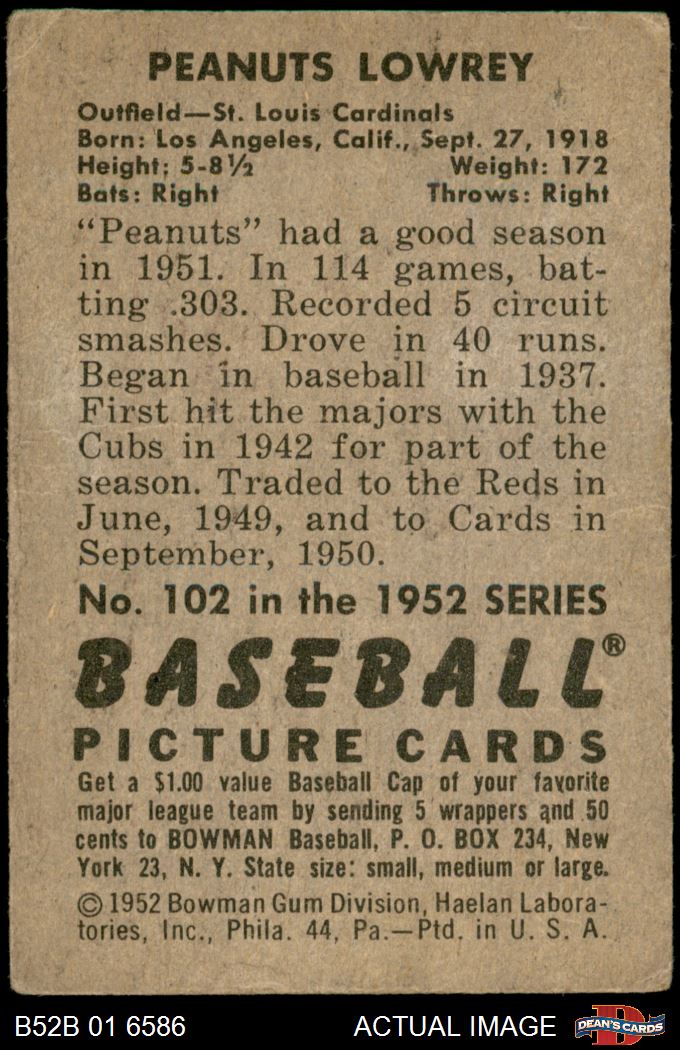 PEANUTS LOWREY
Outfield—St. Louis Cardinals
Born: Los Angeles, Calif., Sept. 27, 1918
Height: 5-8½ Weight: 172
Bats: Right Throws: Right
“Peanuts” had a good season
in 1951. In 114 games, bat-
ting .303. Recorded 5 circuit
smashes. Drove in 40 runs.
Began in baseball in 1937.
First hit the majors with the
Cubs in 1942 for part of the
season. Traded to the Reds in
June, 1949, and to Cards in
September, 1950.
No. 102 in the 1952 SERIES
BASEBALL®
PICTURE CARDS
Get a $1.00 value Baseball Cap of your favorite
major league team by sending 5 wrappers and 50
cents to BOWMAN Baseball, P. O. BOX 234, New
York 23, N. Y. State size: small, medium or large.
© 1952 Bowman Gum Division, Haelan Labora-
tories, Inc., Phila. 44, Pa.—Ptd. in U. S. A.
B52B 01 6586 ACTUAL IMAGE D DEAN'S CARDS